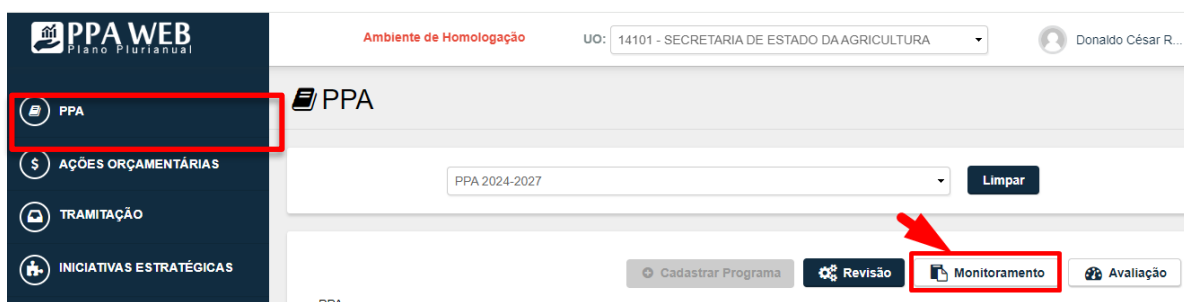 PPA WEB
Plano Plurianual
Ambiente de Homologação
UO: 14101 - SECRETARIA DE ESTADO DA AGRICULTURA
Donaldo César R...
PPA
AÇÕES ORÇAMENTÁRIAS
TRAMITAÇÃO
INICIATIVAS ESTRATÉGICAS
PPA
PPA 2024-2027
Limpar
Cadastrar Programa
Revisão
Monitoramento
Avaliação
PPA